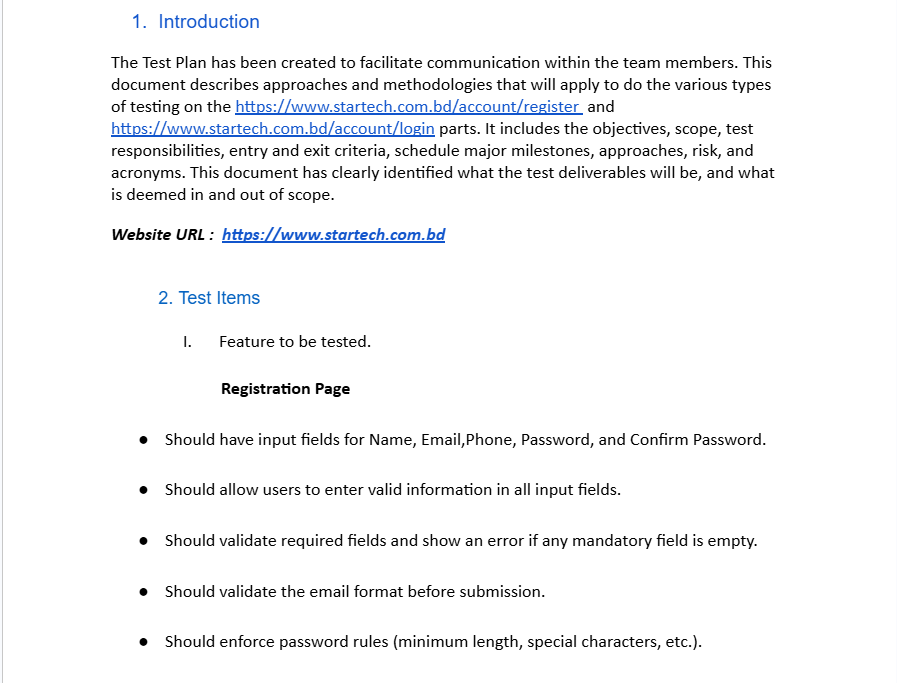 1. Introduction
The Test Plan has been created to facilitate communication within the team members. This
document describes approaches and methodologies that will apply to do the various types
of testing on the https://www.startech.com.bd/account/register and
https://www.startech.com.bd/account/login parts. It includes the objectives, scope, test
responsibilities, entry and exit criteria, schedule major milestones, approaches, risk, and
acronyms. This document has clearly identified what the test deliverables will be, and what
is deemed in and out of scope.
Website URL : https://www.startech.com.bd
2. Test Items
I. Feature to be tested.
Registration Page
● Should have input fields for Name, Email,Phone, Password, and Confirm Password.
● Should allow users to enter valid information in all input fields.
● Should validate required fields and show an error if any mandatory field is empty.
● Should validate the email format before submission.
● Should enforce password rules (minimum length, special characters, etc.).